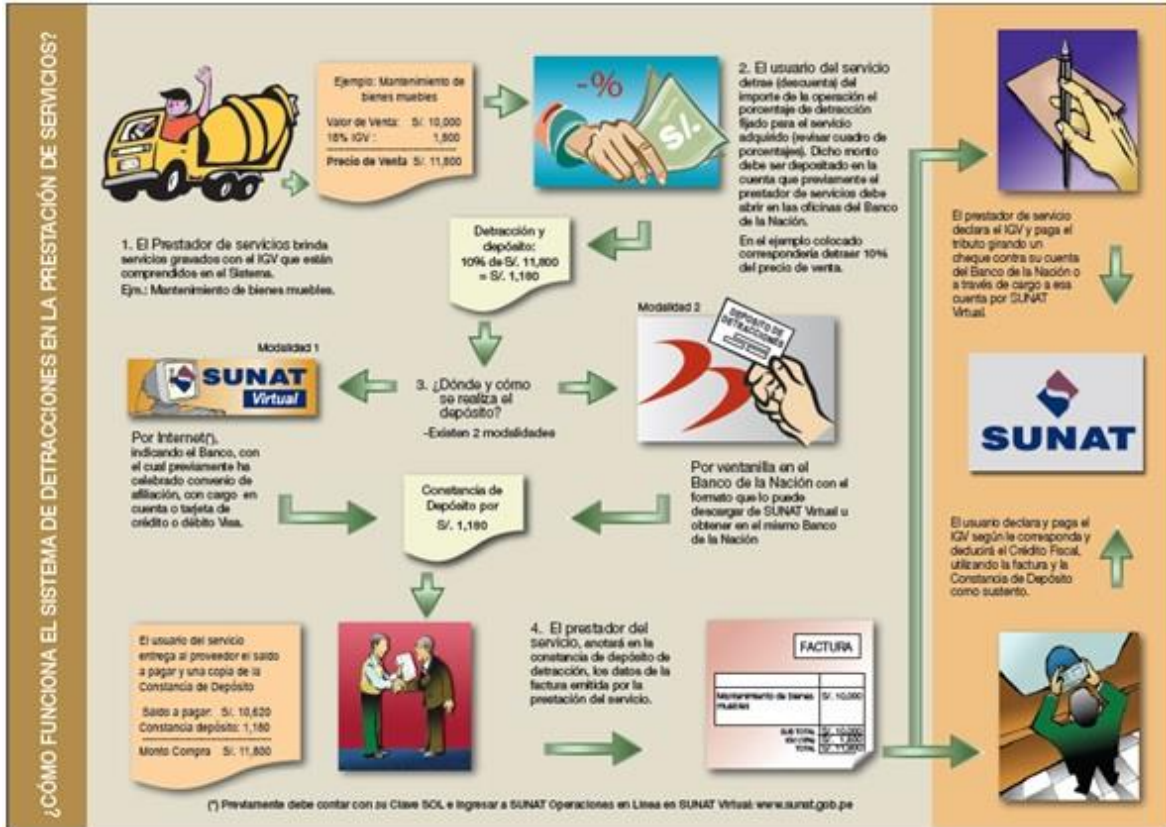 ¿CÓMO FUNCIONA EL SISTEMA DE DETRACCIONES EN LA PRESTACIÓN DE SERVICIOS?
Ejemplo: Mantenimiento de
bienes muebles
Valor de Venta: S/. 10,000
18% IGV : 1,800
Precio de Venta S/. 11,800
1. El Prestador de servicios brinda
servicios gravados con el IGV que están
comprendidos en el Sistema.
Ejm.: Mantenimiento de bienes muebles.
-%
S/.
2. El usuario del servicio
detrae (descuenta) del
importe de la operación el
porcentaje de detracción
fijado para el servicio
adquirido (revisar cuadro de
porcentajes). Dicho monto
debe ser depositado en la
cuenta que previamente el
prestador de servicios debe
abrir en las oficinas del Banco
de la Nación.
En el ejemplo colocado
correspondería detraer 10%
del precio de venta.
Detracción y
depósito:
10% de S/. 11,800
= S/. 1,180
3. ¿Dónde y cómo
se realiza el
depósito?
-Existen 2 modalidades
Modalidad 1
SUNAT
Virtual
Por Internet(*),
indicando el Banco, con
el cual previamente ha
celebrado convenio de
afiliación, con cargo en
cuenta o tarjeta de
crédito o débito Visa.
Modalidad 2
DEPOSITO DE
DETRACCIONES
Por ventanilla en el
Banco de la Nación con el
formato que lo puede
descargar de SUNAT Virtual u
obtener en el mismo Banco
de la Nación
Constancia de
Depósito por
S/. 1,180
El usuario del servicio
entrega al proveedor el saldo
a pagar y una copia de la
Constancia de Depósito
Saldo a pagar: S/. 10,620
Constancia depósito: 1,180
Monto Compra S/. 11,800
4. El prestador del
servicio, anotará en la
constancia de depósito de
detracción, los datos de la
factura emitida por la
prestación del servicio.
FACTURA
Mantenimiento de bienes
muebles S/. 10,000
SUB TOTAL S/. 10,000
IGV (18%) S/. 1,800
TOTAL S/. 11,800
El prestador de servicio
declara el IGV y paga el
tributo girando un
cheque contra su cuenta
del Banco de la Nación o
a través de cargo a esa
cuenta por SUNAT
Virtual.
SUNAT
El usuario declara y paga el
IGV según le corresponda y
deducirá el Crédito Fiscal,
utilizando la factura y la
Constancia de Depósito
como sustento.
(*) Previamente debe contar con su Clave SOL e ingresar a SUNAT Operaciones en Línea en SUNAT Virtual: www.sunat.gob.pe